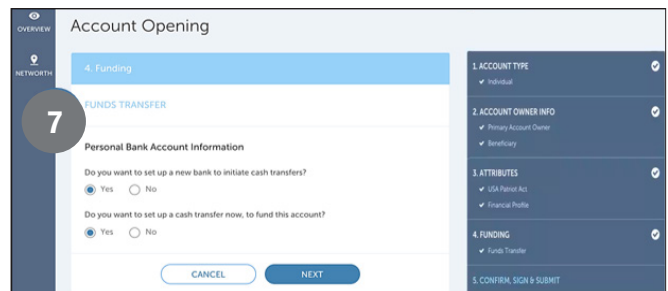 OVERVIEW
NETWORTH
7
Account Opening
4. Funding
FUNDS TRANSFER
Personal Bank Account Information
Do you want to set up a new bank to initiate cash transfers?
Yes No
Do you want to set up a cash transfer now, to fund this account?
Yes No
CANCEL NEXT
1. ACCOUNT TYPE
Individual
2. ACCOUNT OWNER INFO
Primary Account Owner
Beneficiary
3. ATTRIBUTES
USA Patriot Act
Financial Profile
4. FUNDING
Funds Transfer
5. CONFIRM, SIGN & SUBMIT